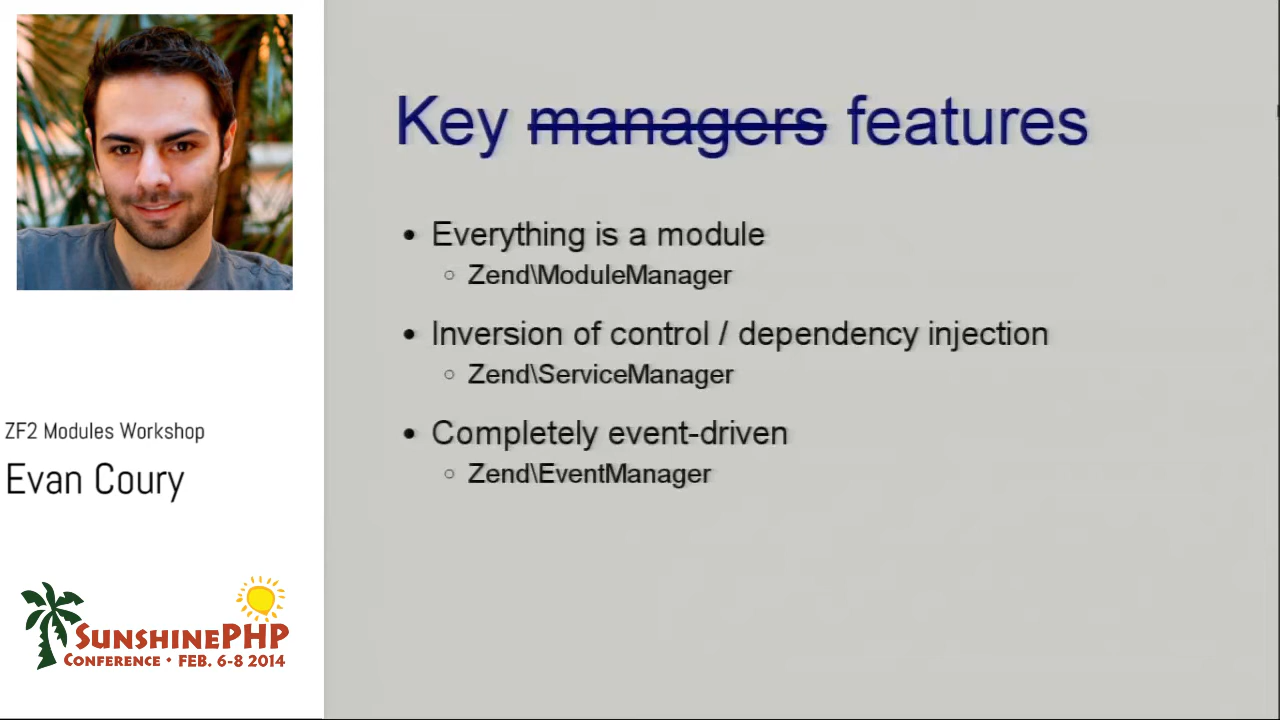 ZF2 Modules Workshop
Evan Coury
SUNSHINEPHP
CONFERENCE • FEB. 6-8 2014
Key managers features
• Everything is a module
○ Zend\ModuleManager
• Inversion of control / dependency injection
○ Zend\ServiceManager
• Completely event-driven
○ Zend\EventManager